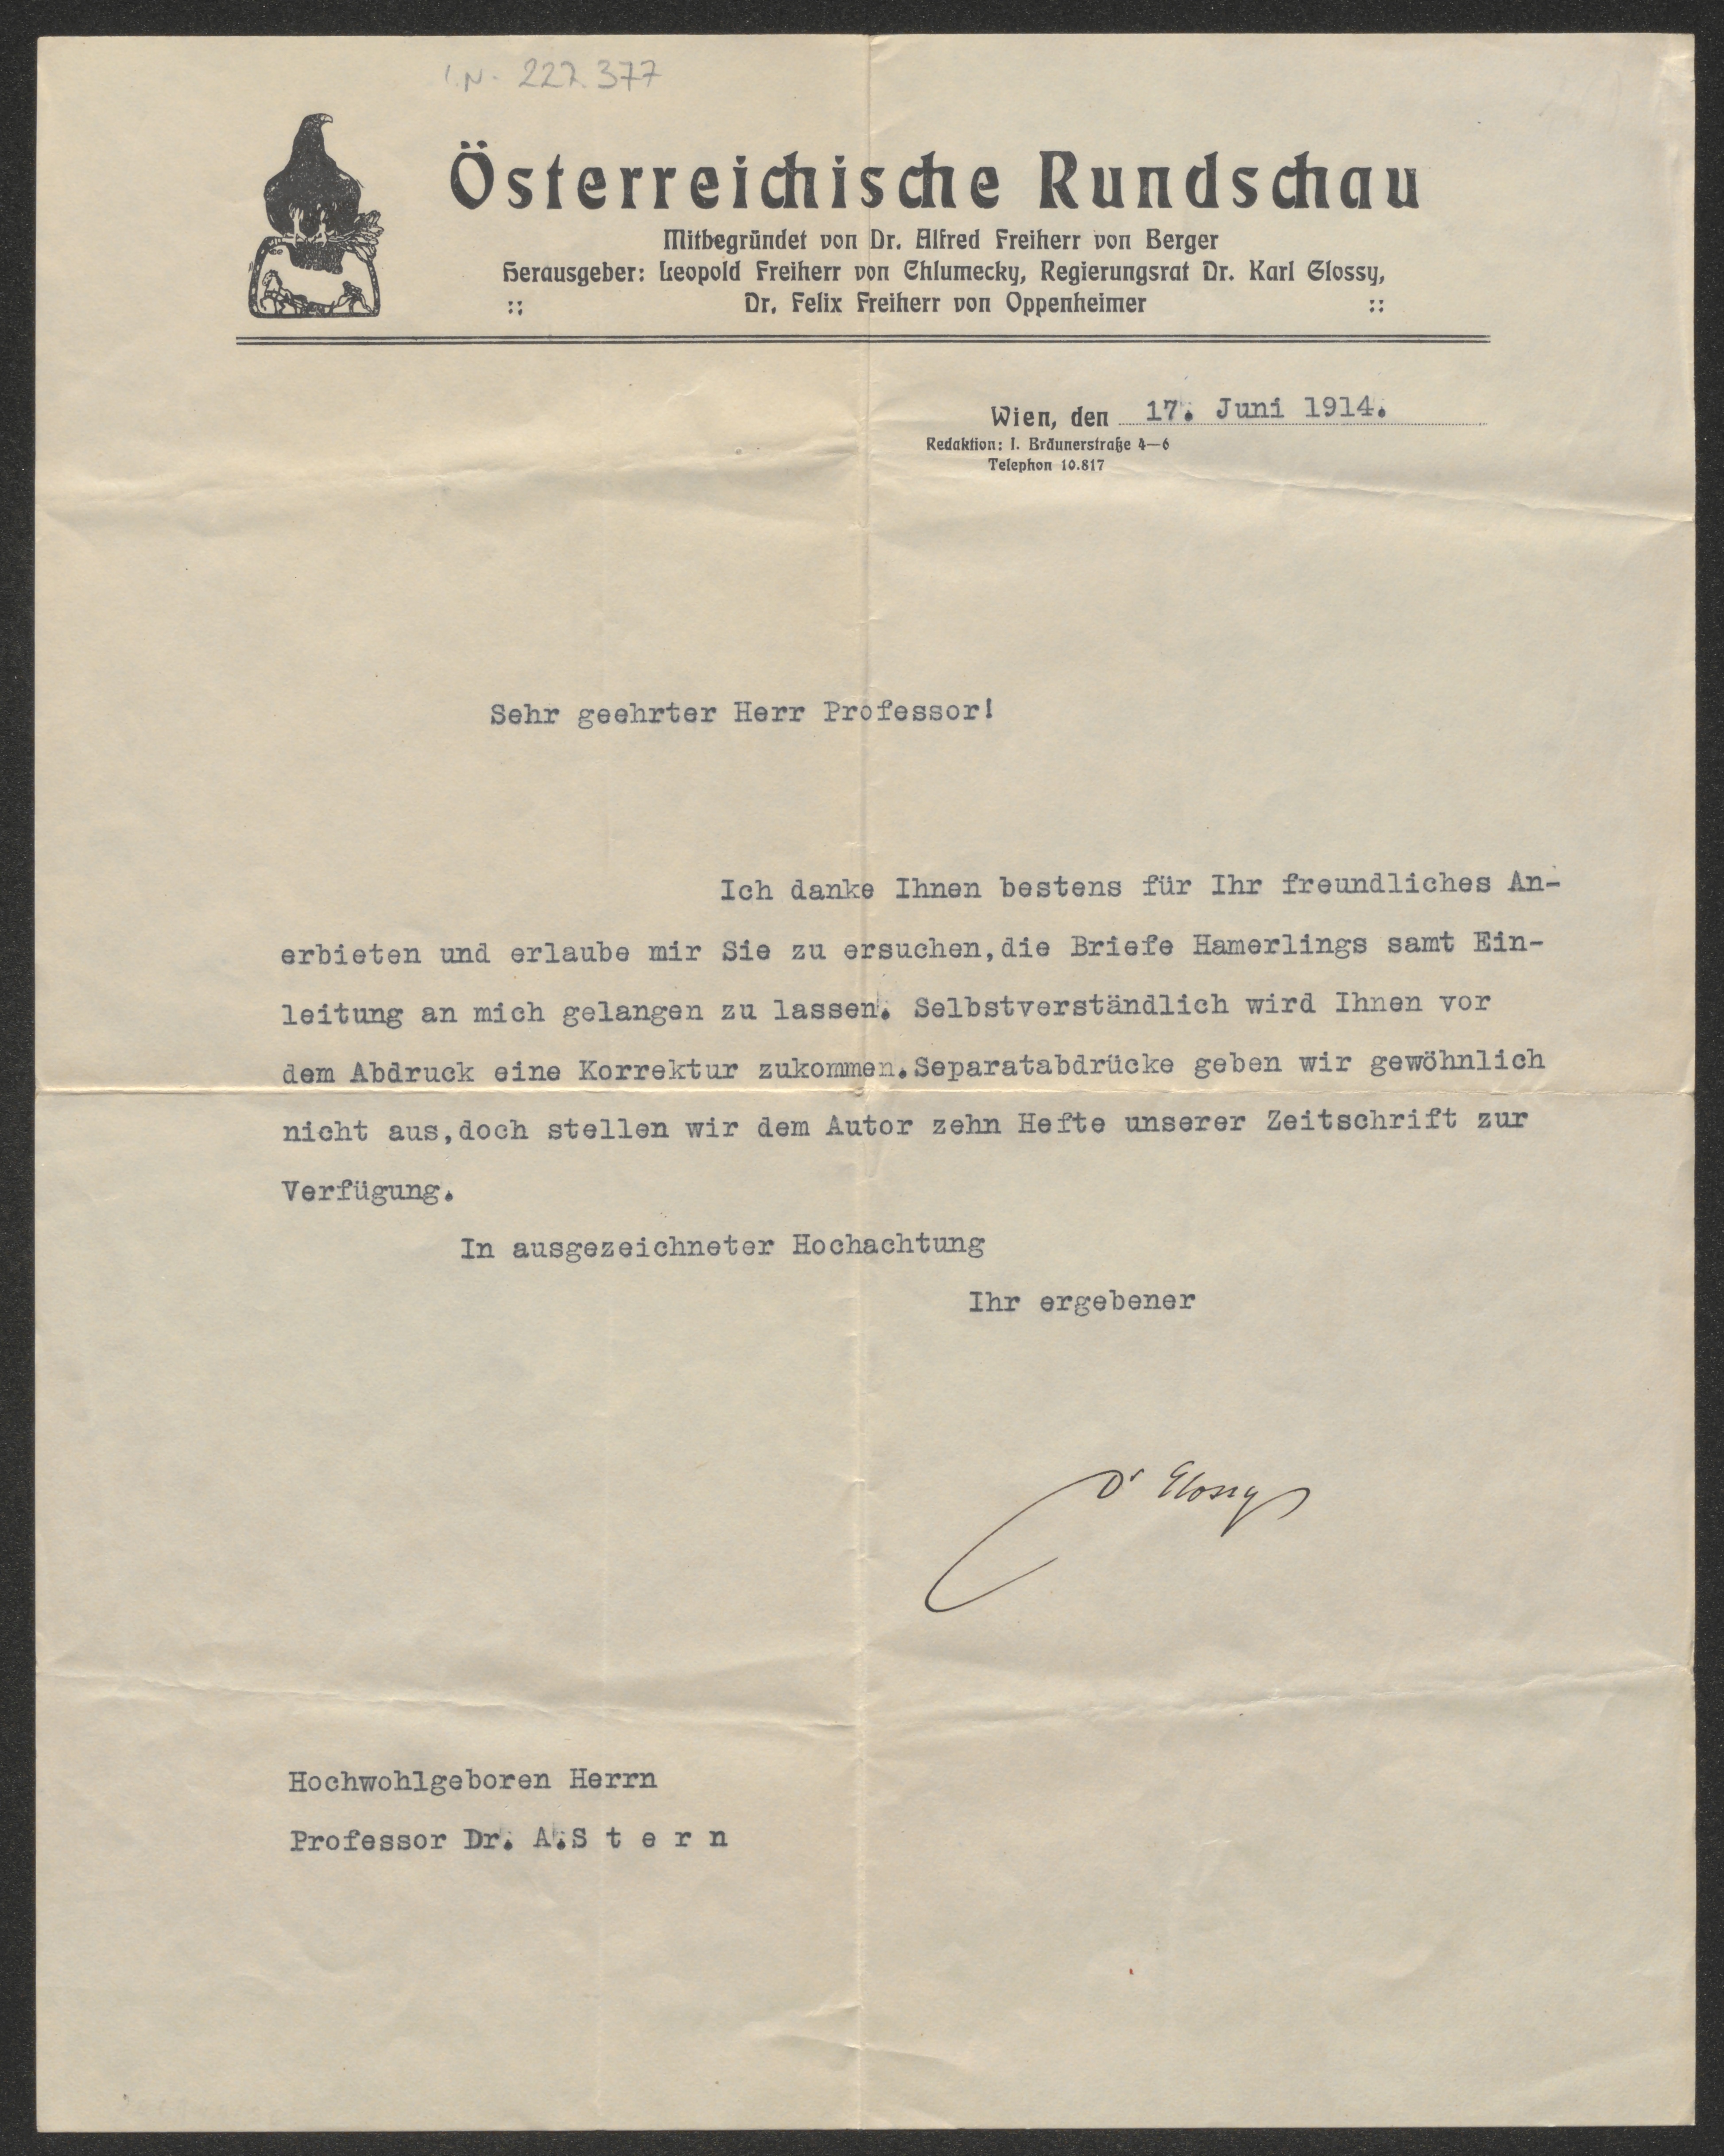 I.N. 227.377
Österreichische Rundschau
Mitbegründet von Dr. Alfred Freiherr von Berger
Herausgeber: Leopold Freiherr von Chlumecky, Regierungsrat Dr. Karl Glossy,
:: Dr. Felix Freiherr von Oppenheimer ::
Wien, den 17. Juni 1914.
Redaktion: I. Bräunerstraße 4—6
Telephon 10.817
Sehr geehrter Herr Professor!
Ich danke Ihnen bestens für Ihr freundliches An-
erbieten und erlaube mir Sie zu ersuchen,die Briefe Hamerlings samt Ein-
leitung an mich gelangen zu lassen. Selbstverständlich wird Ihnen vor
dem Abdruck eine Korrektur zukommen.Separatabdrücke geben wir gewöhnlich
nicht aus,doch stellen wir dem Autor zehn Hefte unserer Zeitschrift zur
Verfügung.
In ausgezeichneter Hochachtung
Ihr ergebener
Dr Glossy
Hochwohlgeboren Herrn
Professor Dr. A.S t e r n